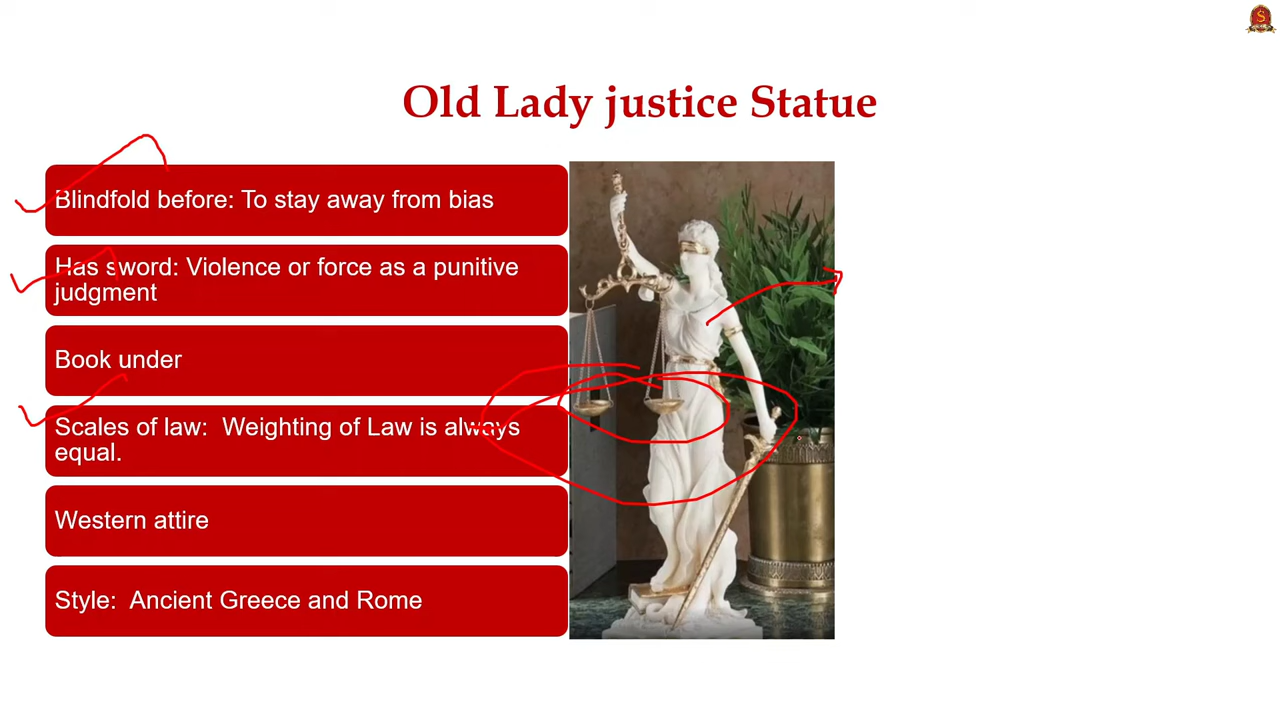 Old Lady justice Statue
Blindfold before: To stay away from bias
Has sword: Violence or force as a punitive
judgment
Book under
Scales of law: Weighting of Law is always
equal.
Western attire
Style: Ancient Greece and Rome